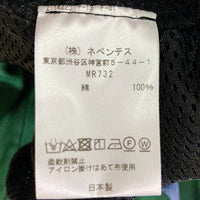 (株) ネペンテス
東京都渋谷区神宮前5-44-1
MR732
綿 100%
柔軟剤使用
アイロン掛けはあて布使用
日本製